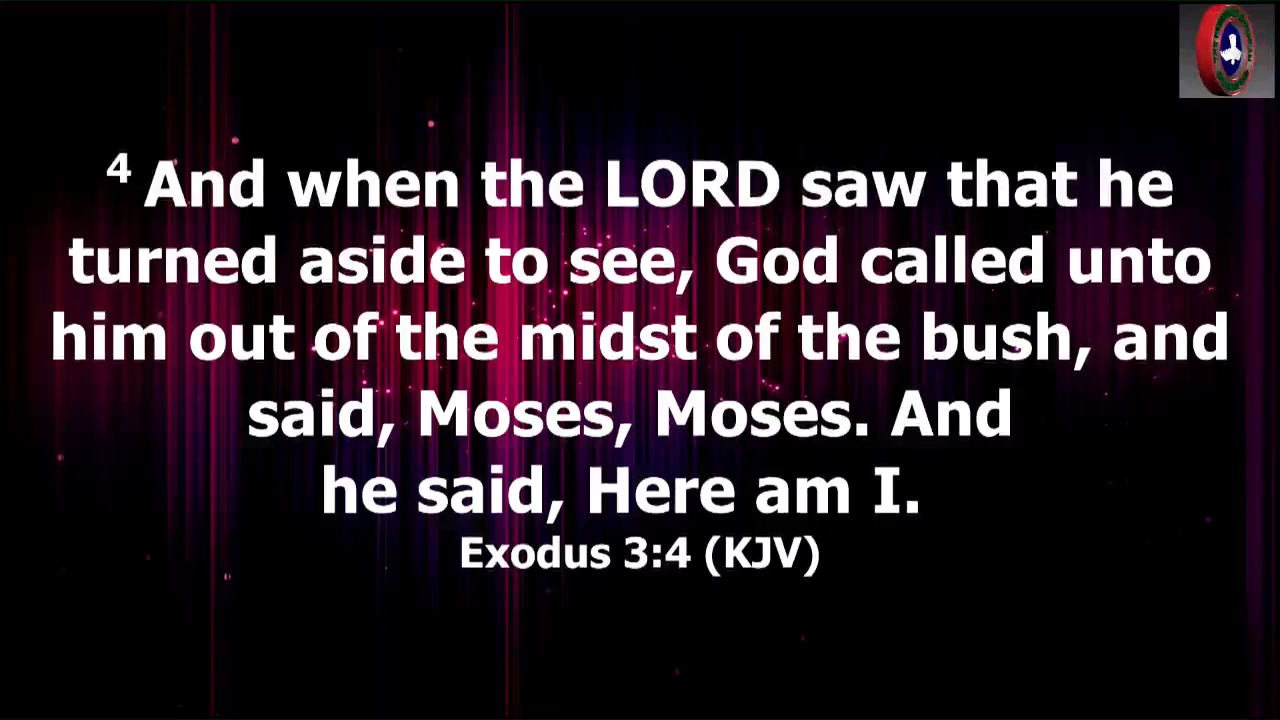 4 And when the LORD saw that he
turned aside to see, God called unto
him out of the midst of the bush, and
said, Moses, Moses. And
he said, Here am I.
Exodus 3:4 (KJV)